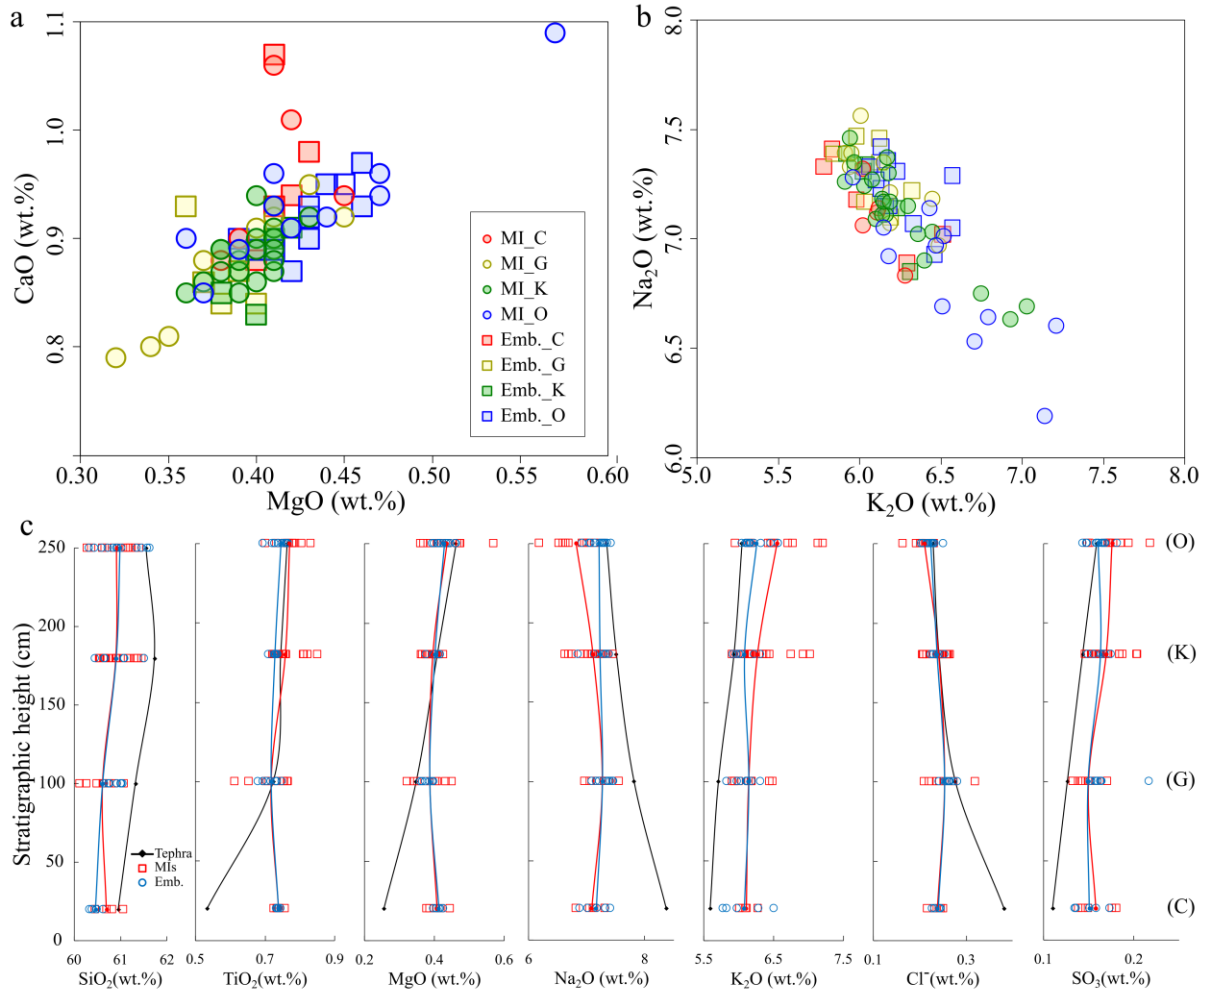 a
1.1
1.0
0.9
0.8
CaO (wt.%)
0.30
0.35
0.40
0.45
0.50
0.55
0.60
MgO (wt.%)
MI_C
MI_G
MI_K
MI_O
Emb._C
Emb._G
Emb._K
Emb._O
b
8.0
7.5
7.0
6.5
6.0
Na₂O (wt.%)
5.0
5.5
6.0
6.5
7.0
7.5
8.0
K₂O (wt.%)
c
Stratigraphic height (cm)
250
200
150
100
50
0
Tephra
MIs
Emb.
(O)
(K)
(G)
(C)
60 61 62
SiO₂(wt.%)
0.5 0.7 0.9
TiO₂(wt.%)
0.2 0.4 0.6
MgO(wt.%)
6 8
Na₂O(wt.%)
5.5 6.5 7.5
K₂O(wt.%)
0.1 0.3
Cl⁻(wt.%)
0.1 0.2
SO₃(wt.%)